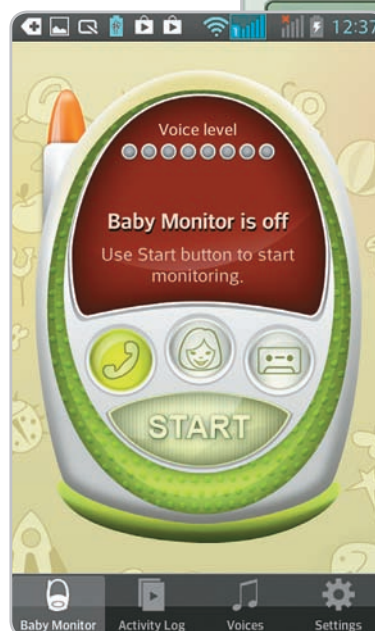 12:37
Voice level
Baby Monitor is off
Use Start button to start
monitoring.
START
Baby Monitor Activity Log Voices Settings